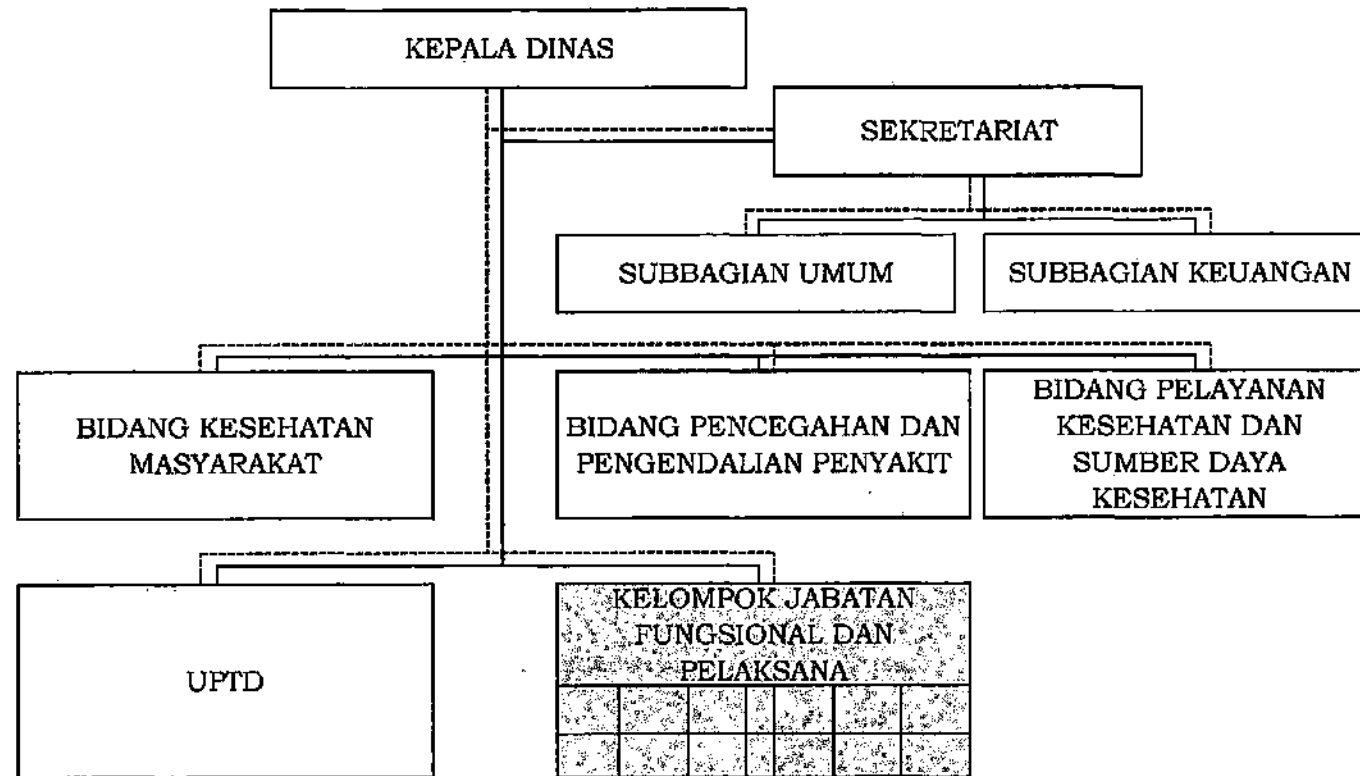 KEPALA DINAS
SEKRETARIAT
SUBBAGIAN UMUM
SUBBAGIAN KEUANGAN
BIDANG KESEHATAN
MASYARAKAT
BIDANG PENCEGAHAN DAN
PENGENDALIAN PENYAKIT
BIDANG PELAYANAN
KESEHATAN DAN
SUMBER DAYA
KESEHATAN
UPTD
KELOMPOK JABATAN
FUNGSIONAL DAN
PELAKSANA